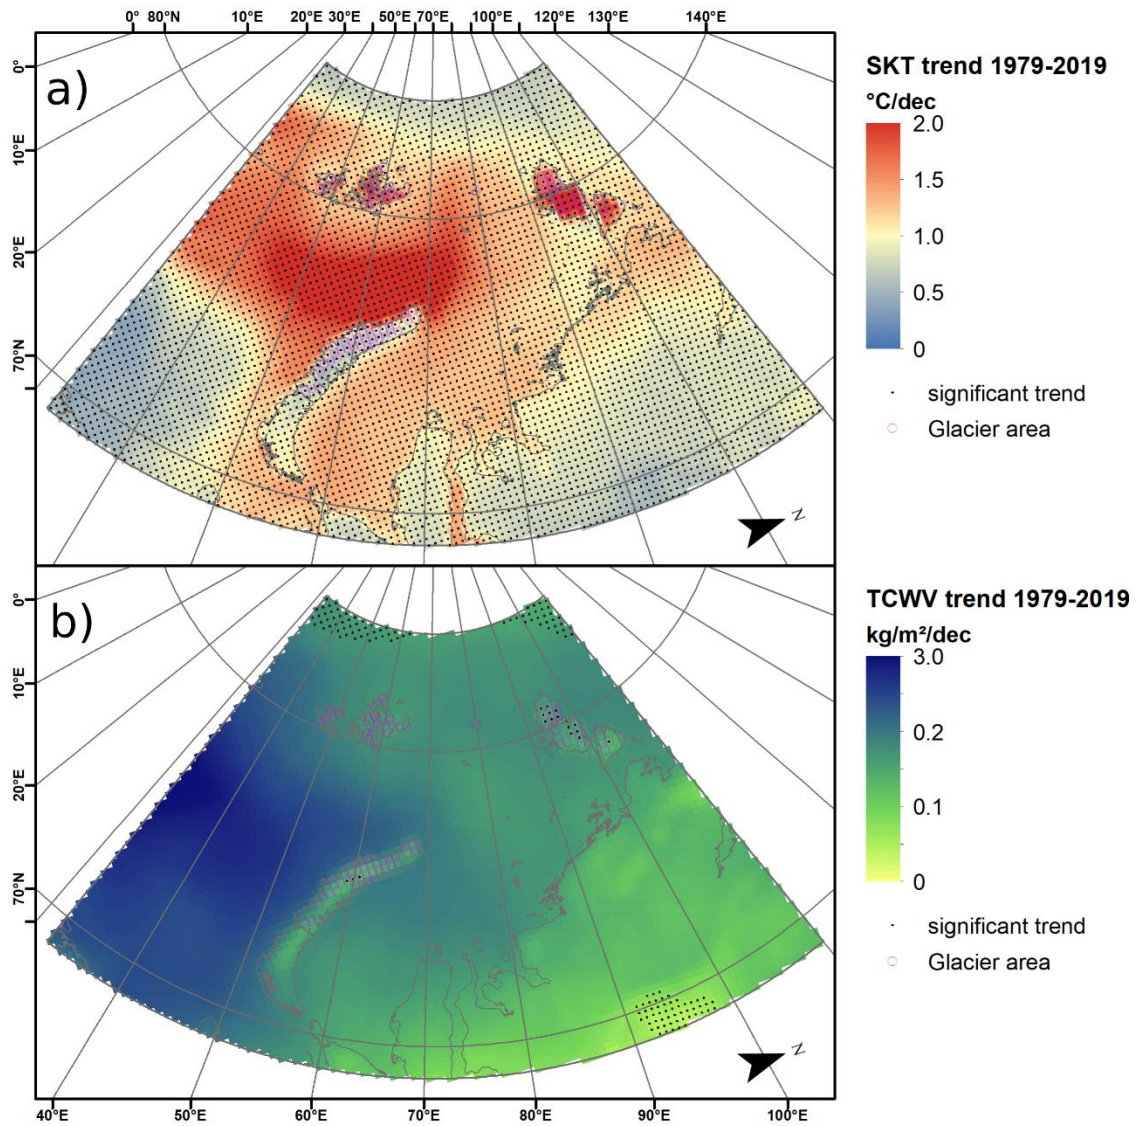 0° 80°N 10°E 20°E 30°E 50°E 70°E 100°E 120°E 130°E 140°E
a)
0°
10°E
20°E
70°N
N
SKT trend 1979-2019
°C/dec
2.0
1.5
1.0
0.5
0
significant trend
Glacier area
b)
0°
10°E
20°E
70°N
N
TCWV trend 1979-2019
kg/m²/dec
3.0
0.2
0.1
0
significant trend
Glacier area
40°E 50°E 60°E 70°E 80°E 90°E 100°E